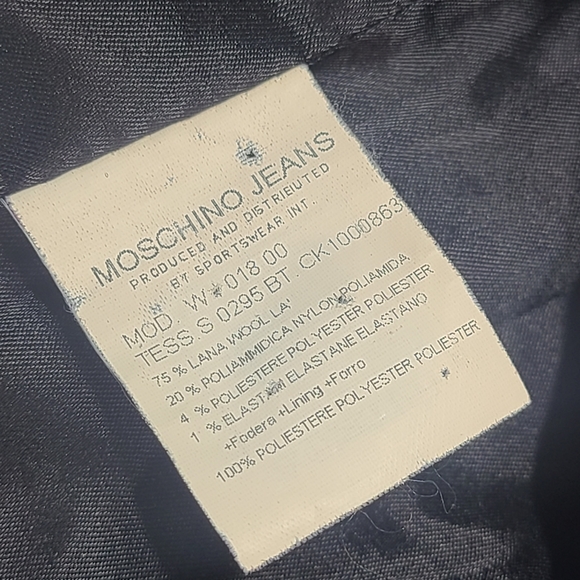 MOSCHINO JEANS
PRODUCED AND DISTRIBUTED
BY SPORTSWEAR INT.
MOD. W 018 00
TESS.S 0295 BT -CK1000863
75 % LANA WOOL LA'
20 % POLIAMMIDICA NYLON POLIAMIDA
4 % POLIESTERE POLYESTER POLIESTER
1 % ELASTAM ELASTANE ELASTANO
+Fodera +Lining +Forro
100% POLIESTERE POLYESTER POLIESTER